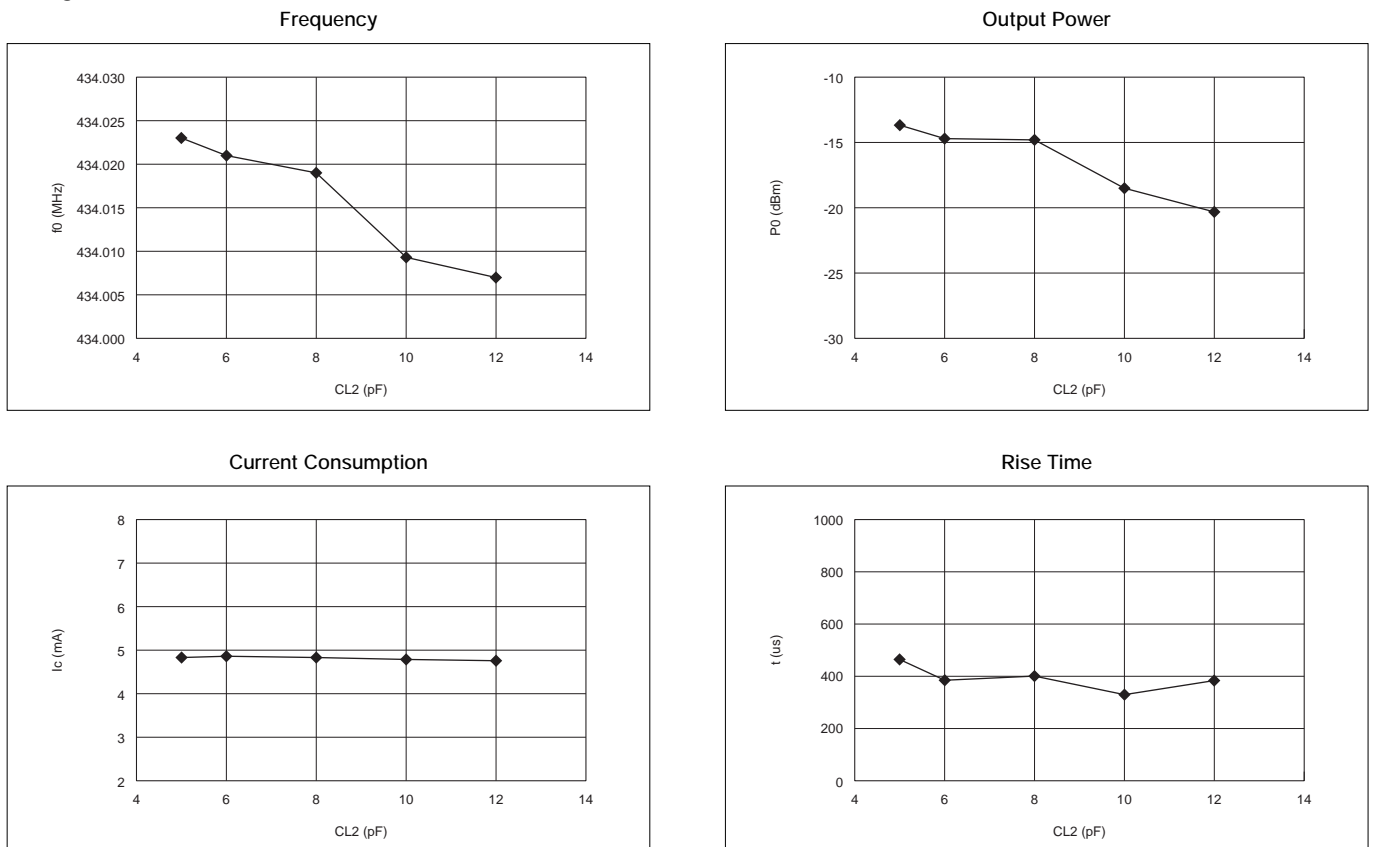 Frequency
434.030
434.025
434.020
434.015
434.010
434.005
434.000
f0 (MHz)
4 6 8 10 12 14
CL2 (pF)
Output Power
-10
-15
-20
-25
-30
P0 (dBm)
4 6 8 10 12 14
CL2 (pF)
Current Consumption
8
7
6
5
4
3
2
Ic (mA)
4 6 8 10 12 14
CL2 (pF)
Rise Time
1000
800
600
400
200
0
t (us)
4 6 8 10 12 14
CL2 (pF)